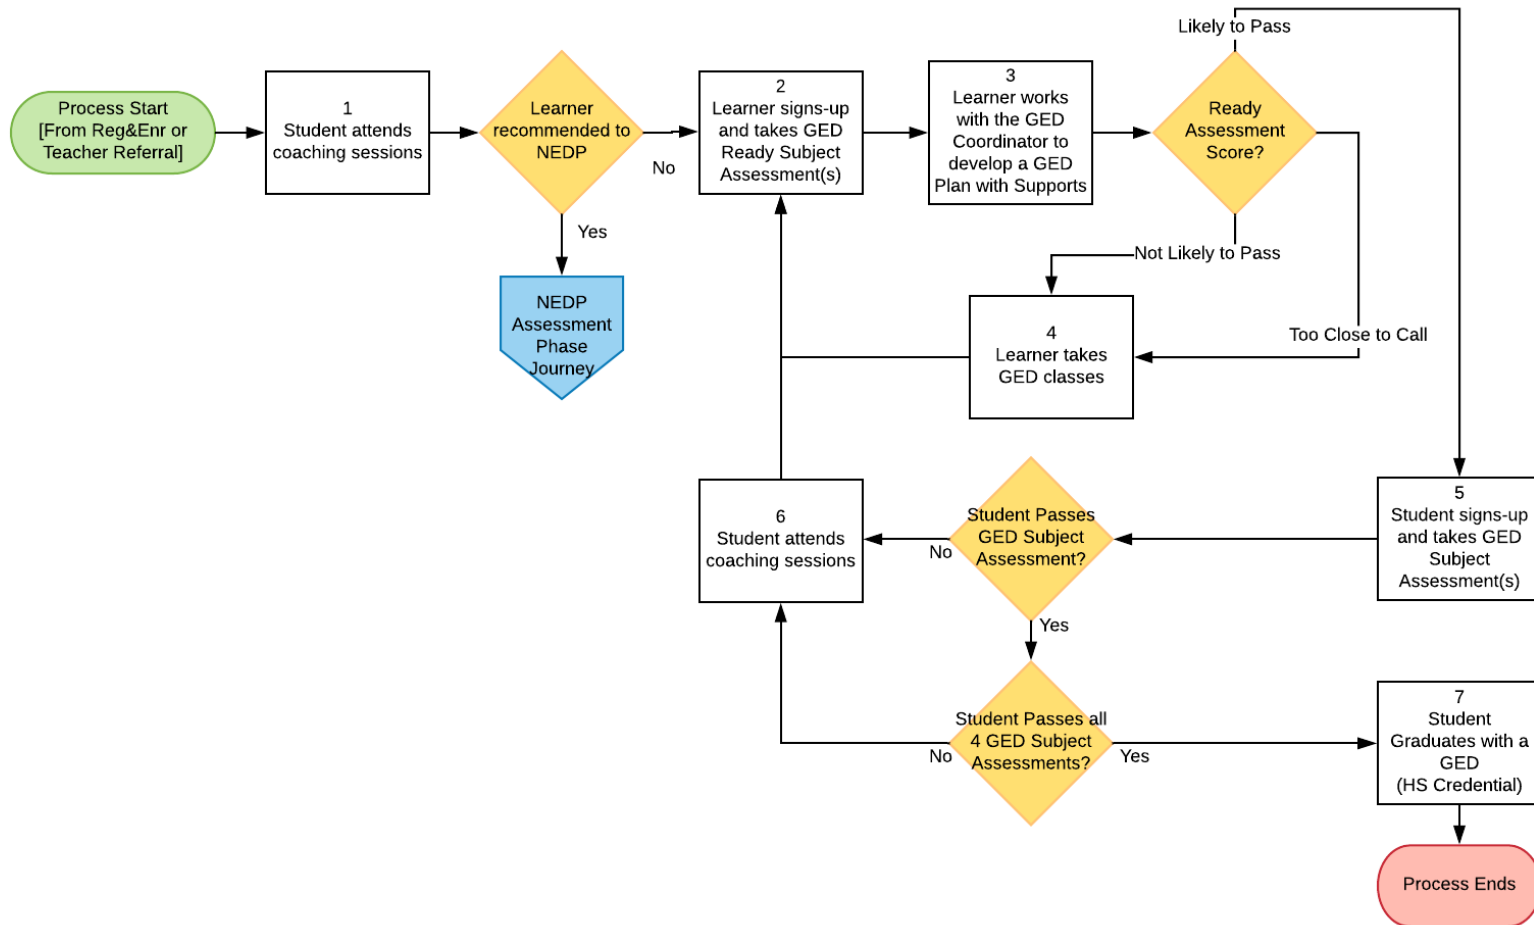 Process Start
[From Reg&Enr or
Teacher Referral]
1
Student attends
coaching sessions
Learner
recommended to
NEDP
No
Yes
NEDP
Assessment
Phase
Journey
2
Learner signs-up
and takes GED
Ready Subject
Assessment(s)
3
Learner works
with the GED
Coordinator to
develop a GED
Plan with Supports
Ready
Assessment
Score?
Likely to Pass
Not Likely to Pass
Too Close to Call
4
Learner takes
GED classes
5
Student signs-up
and takes GED
Subject
Assessment(s)
Student Passes
GED Subject
Assessment?
No
Yes
6
Student attends
coaching sessions
Student Passes all
4 GED Subject
Assessments?
No
Yes
7
Student
Graduates with a
GED
(HS Credential)
Process Ends